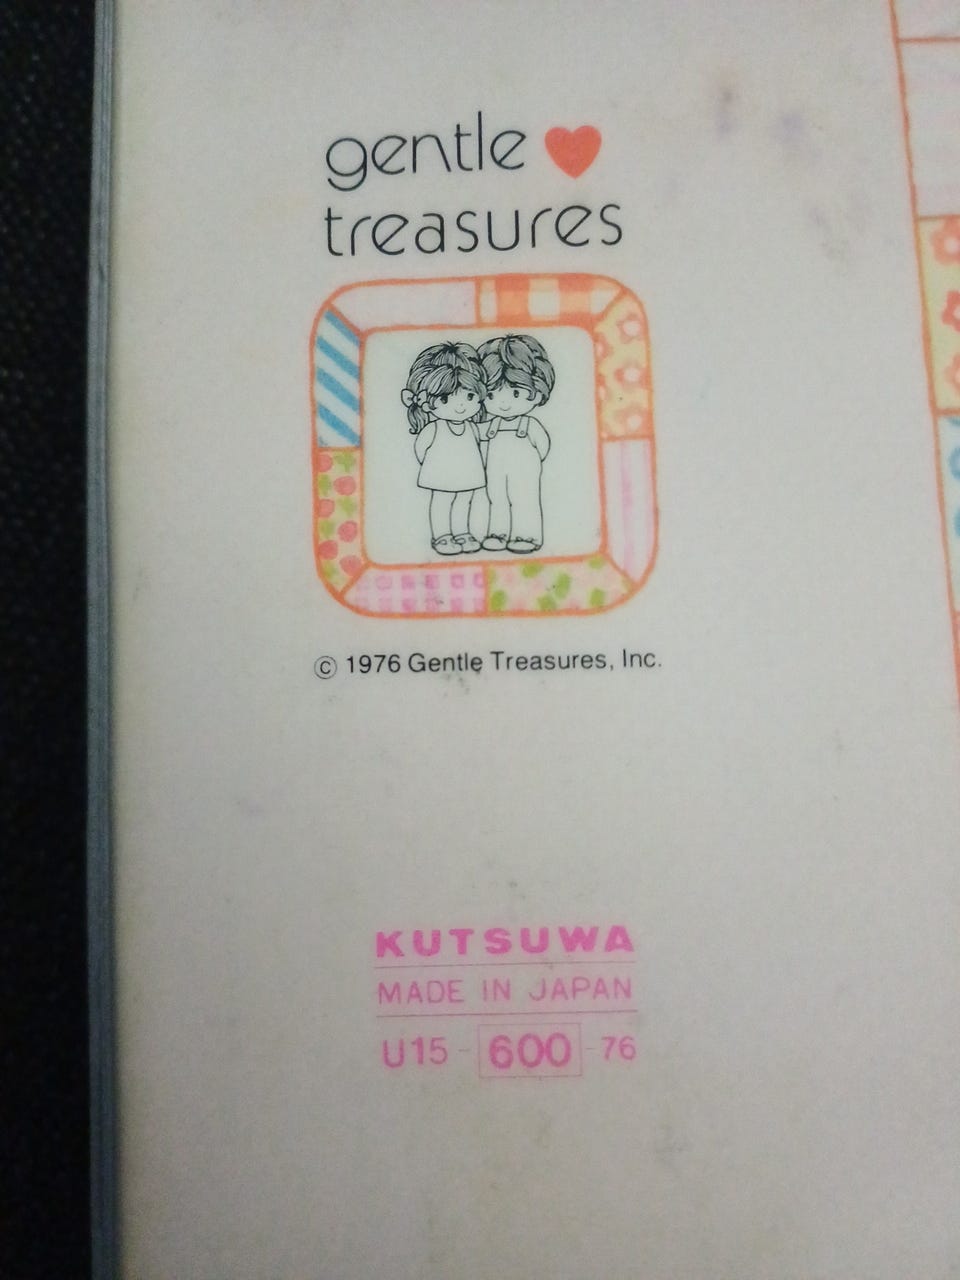 gentle
treasures
© 1976 Gentle Treasures, Inc.
KUTSUWA
MADE IN JAPAN
U15-600-76